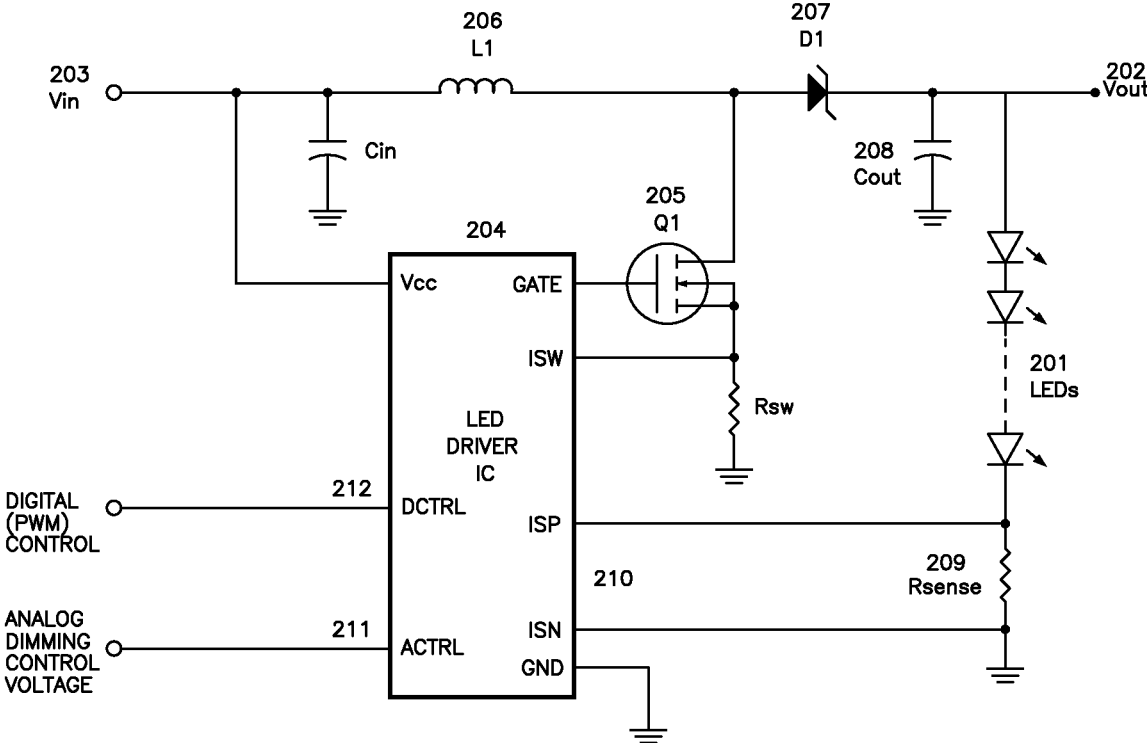 206
L1
207
D1
203
Vin
202
Vout
Cin
208
Cout
205
Q1
204
Vcc
GATE
ISW
201
LEDs
Rsw
LED
DRIVER
IC
DIGITAL
(PWM)
CONTROL
212
DCTRL
ISP
210
209
Rsense
ANALOG
DIMMING
CONTROL
VOLTAGE
211
ACTRL
ISN
GND